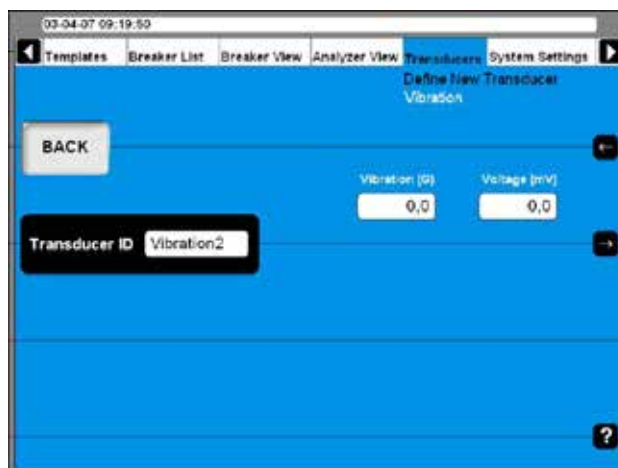 03-04-07 09:19:50
Templates Breaker List Breaker View Analyzer View Transducers System Settings
Define New Transducer
Vibration
BACK
Vibration (G) Voltage (mV)
0,0 0,0
Transducer ID Vibration2
?